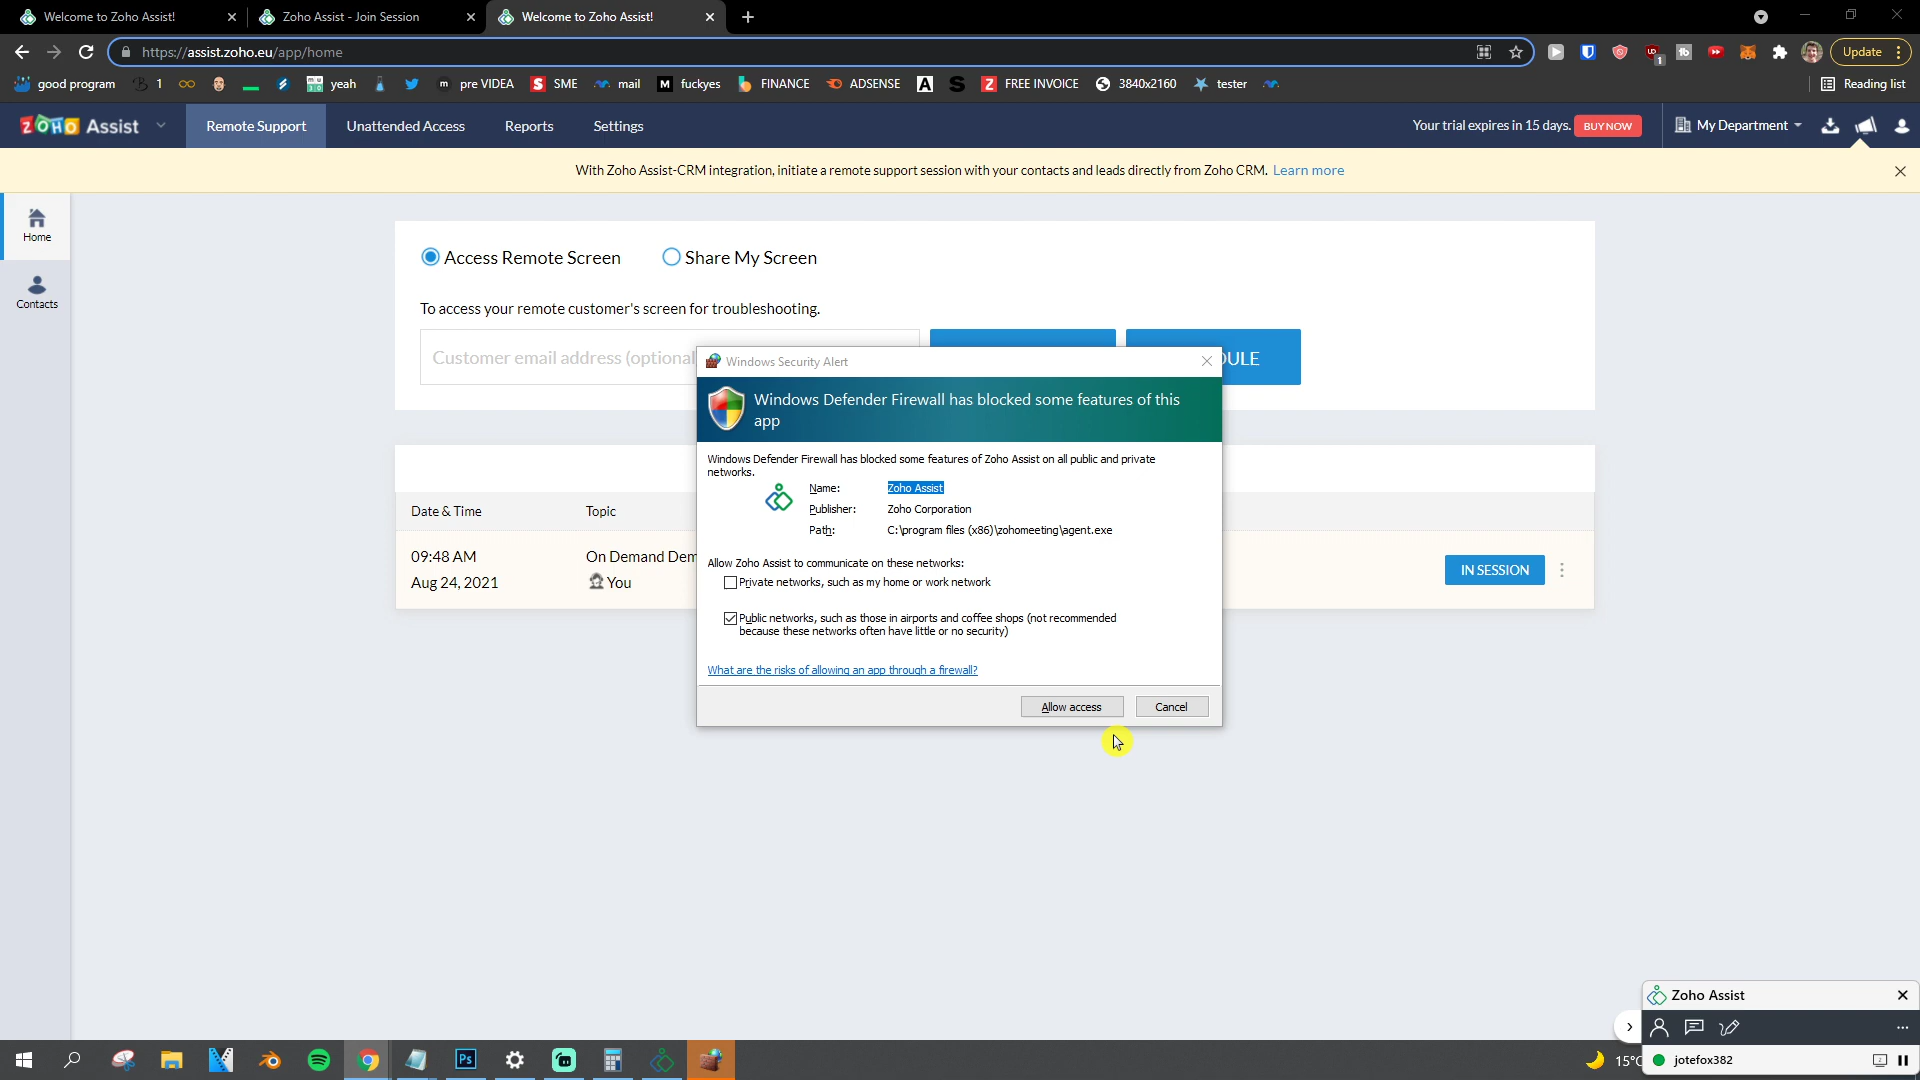 Welcome to Zoho Assist!
Zoho Assist - Join Session
Welcome to Zoho Assist!
https://assist.zoho.eu/app/home
Update
good program
1
yeah
pre VIDEA
SME
mail
fuckyes
FINANCE
ADSENSE
FREE INVOICE
3840x2160
tester
Reading list
ZOHO Assist
Remote Support
Unattended Access
Reports
Settings
Your trial expires in 15 days.
BUY NOW
My Department
With Zoho Assist-CRM integration, initiate a remote support session with your contacts and leads directly from Zoho CRM. Learn more
Home
Contacts
Access Remote Screen
Share My Screen
To access your remote customer's screen for troubleshooting.
Customer email address (optional
DULE
Windows Security Alert
Windows Defender Firewall has blocked some features of this
app
Windows Defender Firewall has blocked some features of Zoho Assist on all public and private
networks.
Name: Zoho Assist
Publisher: Zoho Corporation
Path: C:\program files (x86)\zohomeeting\agent.exe
Allow Zoho Assist to communicate on these networks:
Private networks, such as my home or work network
Public networks, such as those in airports and coffee shops (not recommended
because these networks often have little or no security)
What are the risks of allowing an app through a firewall?
Allow access
Cancel
Date & Time
Topic
09:48 AM
Aug 24, 2021
On Demand Dem
You
IN SESSION
Zoho Assist
jotefox382
15°C
Ps